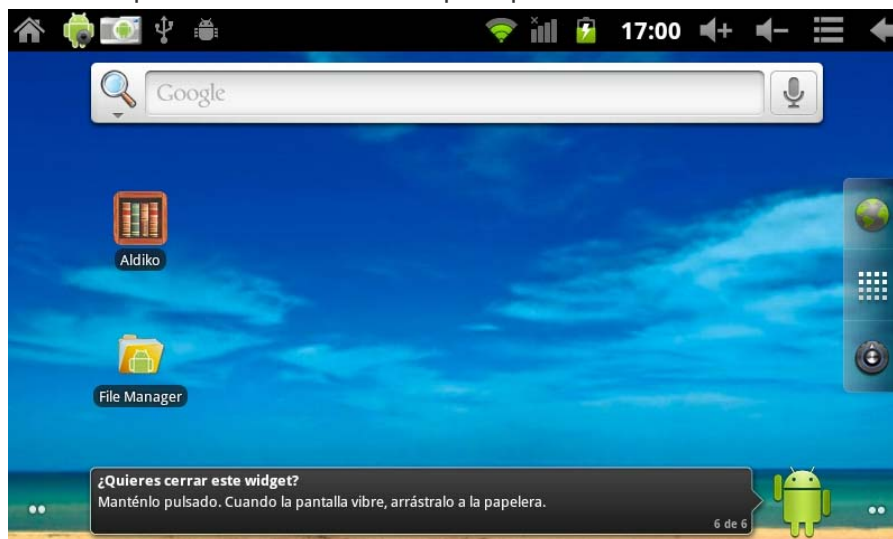 17:00
Google
Aldiko
File Manager
¿Quieres cerrar este widget?
Manténlo pulsado. Cuando la pantalla vibre, arrástralo a la papelera.
6 de 6